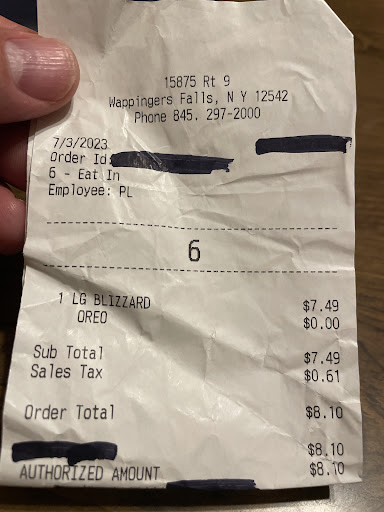 15875 Rt 9
Wappingers Falls, N Y 12542
Phone 845. 297-2000
7/3/2023
Order Id:
6 - Eat In
Employee: PL
6
1 LG BLIZZARD $7.49
OREO $0.00
Sub Total $7.49
Sales Tax $0.61
Order Total $8.10
$8.10
AUTHORIZED AMOUNT $8.10